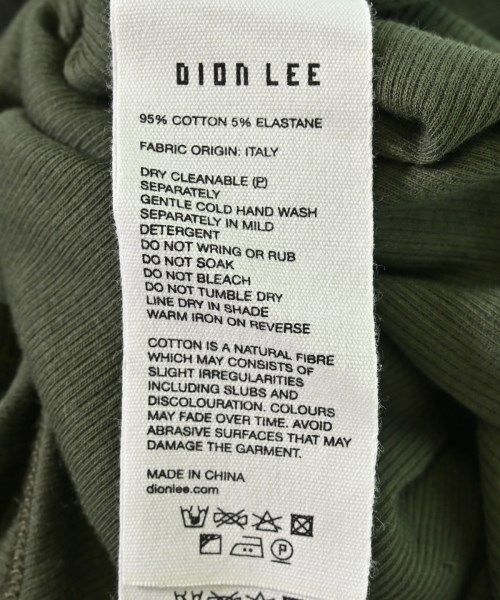 DION LEE
95% COTTON 5% ELASTANE
FABRIC ORIGIN: ITALY
DRY CLEANABLE (P)
SEPARATELY
GENTLE COLD HAND WASH
SEPARATELY IN MILD
DETERGENT
DO NOT WRING OR RUB
DO NOT SOAK
DO NOT BLEACH
DO NOT TUMBLE DRY
LINE DRY IN SHADE
WARM IRON ON REVERSE
COTTON IS A NATURAL FIBRE
WHICH MAY CONSISTS OF
SLIGHT IRREGULARITIES
INCLUDING SLUBS AND
DISCOLOURATION. COLOURS
MAY FADE OVER TIME. AVOID
ABRASIVE SURFACES THAT MAY
DAMAGE THE GARMENT.
MADE IN CHINA
dionlee.com
P